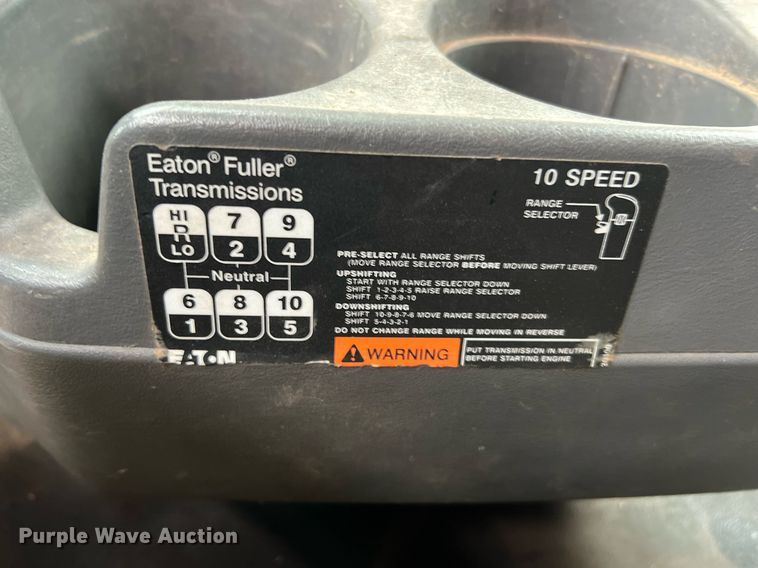 Eaton® Fuller®
Transmissions
10 SPEED
RANGE
SELECTOR
HI 7 9
R 2 4
LO
Neutral
6 8 10
1 3 5
PRE-SELECT ALL RANGE SHIFTS
(MOVE RANGE SELECTOR BEFORE MOVING SHIFT LEVER)
UPSHIFTING
START WITH RANGE SELECTOR DOWN
SHIFT 1-2-3-4-5 RAISE RANGE SELECTOR
SHIFT 6-7-8-9-10
DOWNSHIFTING
SHIFT 10-9-8-7-6 MOVE RANGE SELECTOR DOWN
SHIFT 5-4-3-2-1
DO NOT CHANGE RANGE WHILE MOVING IN REVERSE
EATON
WARNING
PUT TRANSMISSION IN NEUTRAL
BEFORE STARTING ENGINE
Purple Wave Auction